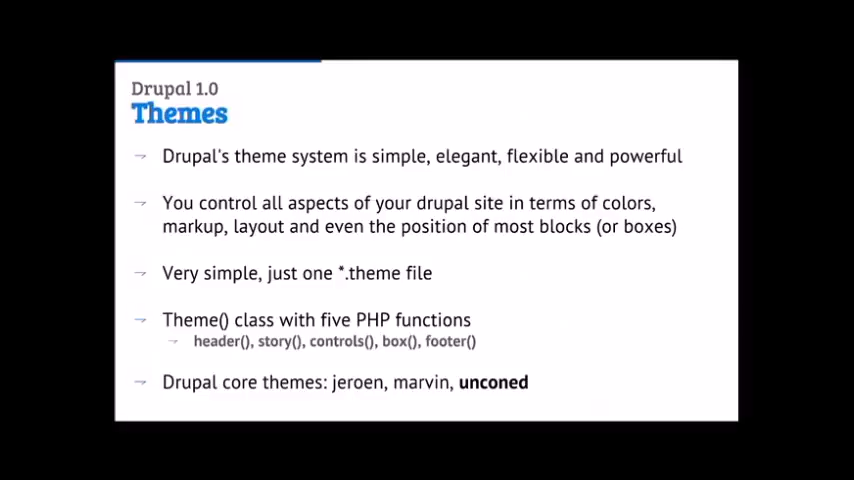 Drupal 1.0
Themes
→ Drupal's theme system is simple, elegant, flexible and powerful
→ You control all aspects of your drupal site in terms of colors,
markup, layout and even the position of most blocks (or boxes)
→ Very simple, just one *.theme file
→ Theme() class with five PHP functions
→ header(), story(), controls(), box(), footer()
→ Drupal core themes: jeroen, marvin, unconed